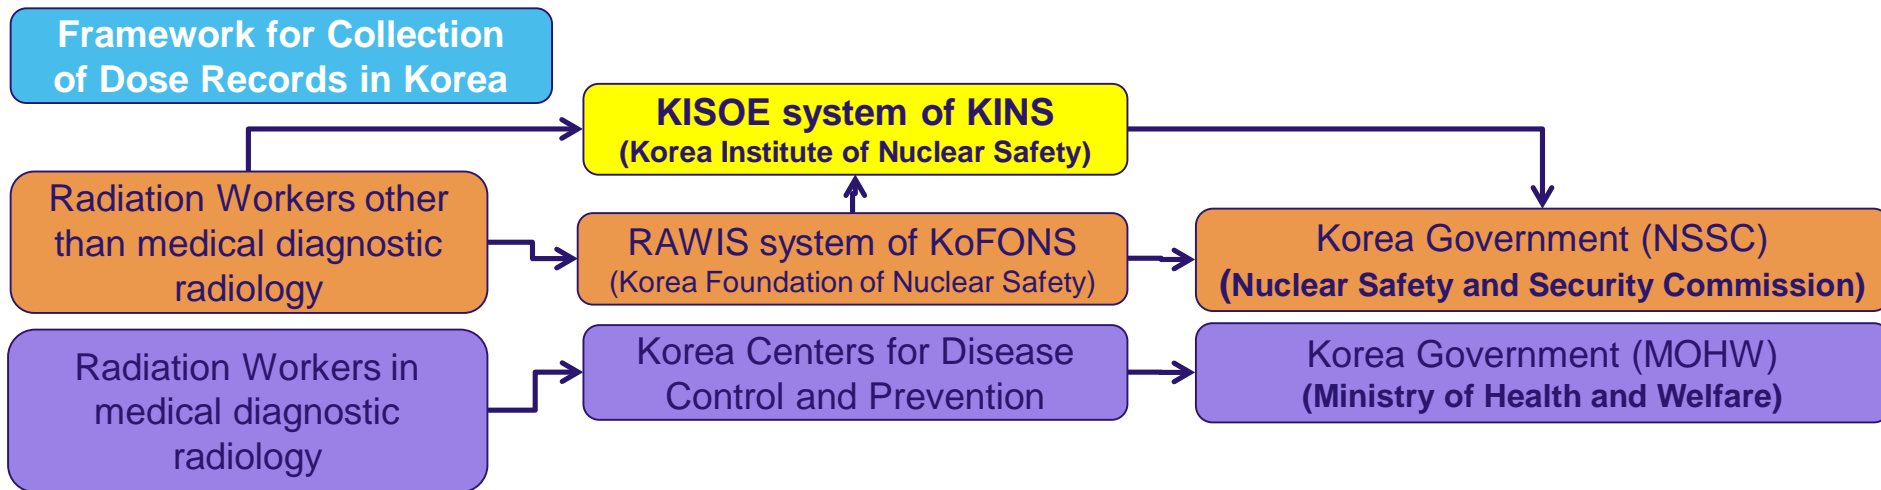 Framework for Collection
of Dose Records in Korea
KISOE system of KINS
(Korea Institute of Nuclear Safety)
Radiation Workers other
than medical diagnostic
radiology
RAWIS system of KoFONS
(Korea Foundation of Nuclear Safety)
Korea Government (NSSC)
(Nuclear Safety and Security Commission)
Radiation Workers in
medical diagnostic
radiology
Korea Centers for Disease
Control and Prevention
Korea Government (MOHW)
(Ministry of Health and Welfare)